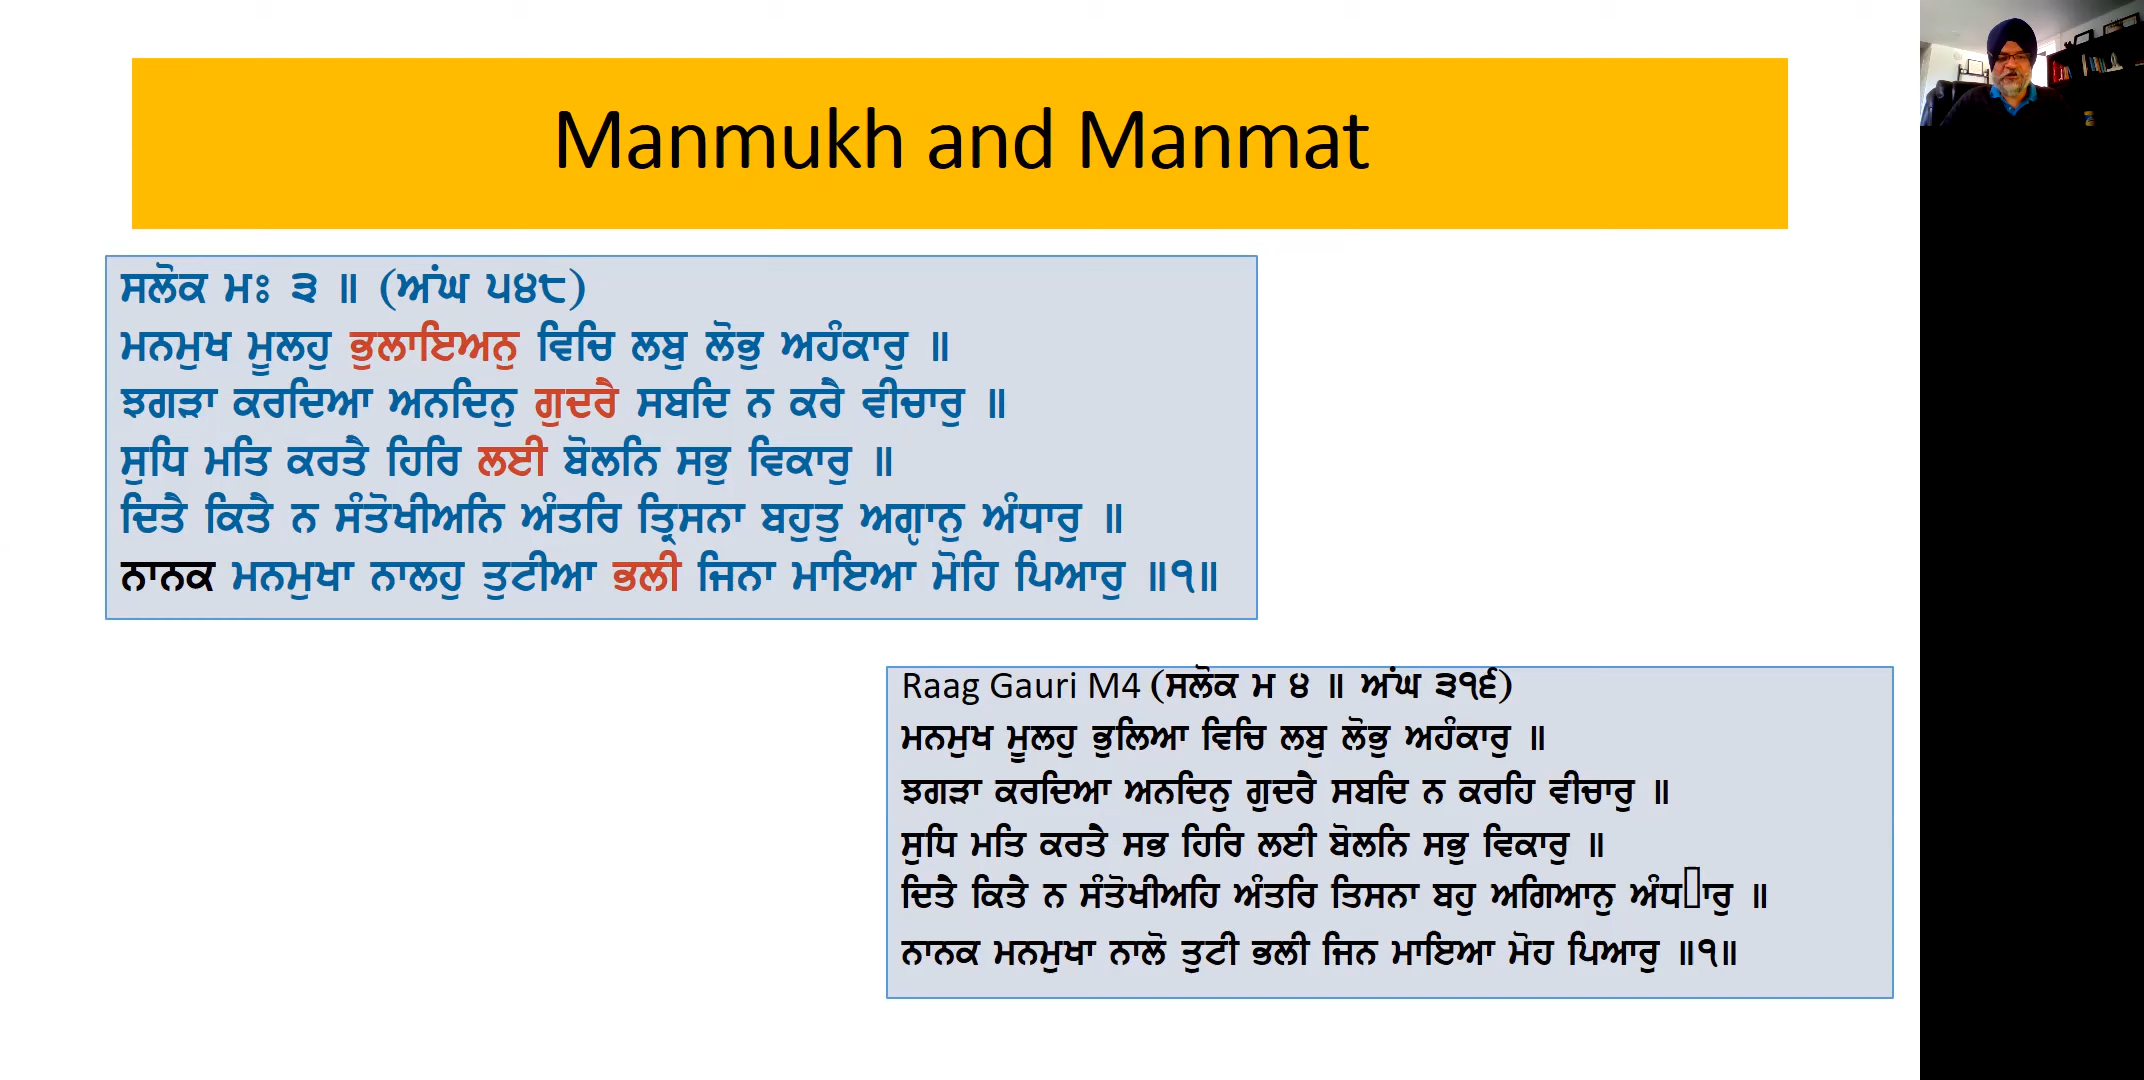 Manmukh and Manmat
ਸਲੋਕ ਮਃ ੩ ॥ (ਆਂਘ ੫੪੮)
ਮਨਮੁਖ ਮੂਲਹੁ ਭੁਲਾਇਅਨੁ ਵਿਚਿ ਲਬੁ ਲੋਭੁ ਅਹੰਕਾਰੁ ॥
ਝਗੜਾ ਕਰਦਿਆ ਅਨਦਿਨੁ ਗੁਦਰੈ ਸਬਦਿ ਨ ਕਰੈ ਵੀਚਾਰੁ ॥
ਸੁਧਿ ਮਤਿ ਕਰਤੈ ਹਿਰਿ ਲਈ ਬੋਲਨਿ ਸਭੁ ਵਿਕਾਰੁ ॥
ਦਿਤੈ ਕਿਤੈ ਨ ਸੰਤੋਖੀਅਨਿ ਅੰਤਰਿ ਤ੍ਰਿਸਨਾ ਬਹੁਤੁ ਅਗ੍ਯਾਨੁ ਅੰਧਾਰੁ ॥
ਨਾਨਕ ਮਨਮੁਖਾ ਨਾਲਹੁ ਤੁਟੀਆ ਭਲੀ ਜਿਨਾ ਮਾਇਆ ਮੋਹਿ ਪਿਆਰੁ ॥੧॥
Raag Gauri M4 (ਸਲੋਕ ਮ ੪ ॥ ਆਂਘ ੩੧੬)
ਮਨਮੁਖ ਮੂਲਹੁ ਭੁਲਿਆ ਵਿਚਿ ਲਬੁ ਲੋਭੁ ਅਹੰਕਾਰੁ ॥
ਝਗੜਾ ਕਰਦਿਆ ਅਨਦਿਨੁ ਗੁਦਰੈ ਸਬਦਿ ਨ ਕਰਹਿ ਵੀਚਾਰੁ ॥
ਸੁਧਿ ਮਤਿ ਕਰਤੈ ਸਭ ਹਿਰਿ ਲਈ ਬੋਲਨਿ ਸਭੁ ਵਿਕਾਰੁ ॥
ਦਿਤੈ ਕਿਤੈ ਨ ਸੰਤੋਖੀਅਹਿ ਅੰਤਰਿ ਤਿਸਨਾ ਬਹੁ ਅਗਿਆਨੁ ਅੰਧ▯ਾਰੁ ॥
ਨਾਨਕ ਮਨਮੁਖਾ ਨਾਲੋ ਤੁਟੀ ਭਲੀ ਜਿਨ ਮਾਇਆ ਮੋਹ ਪਿਆਰੁ ॥੧॥